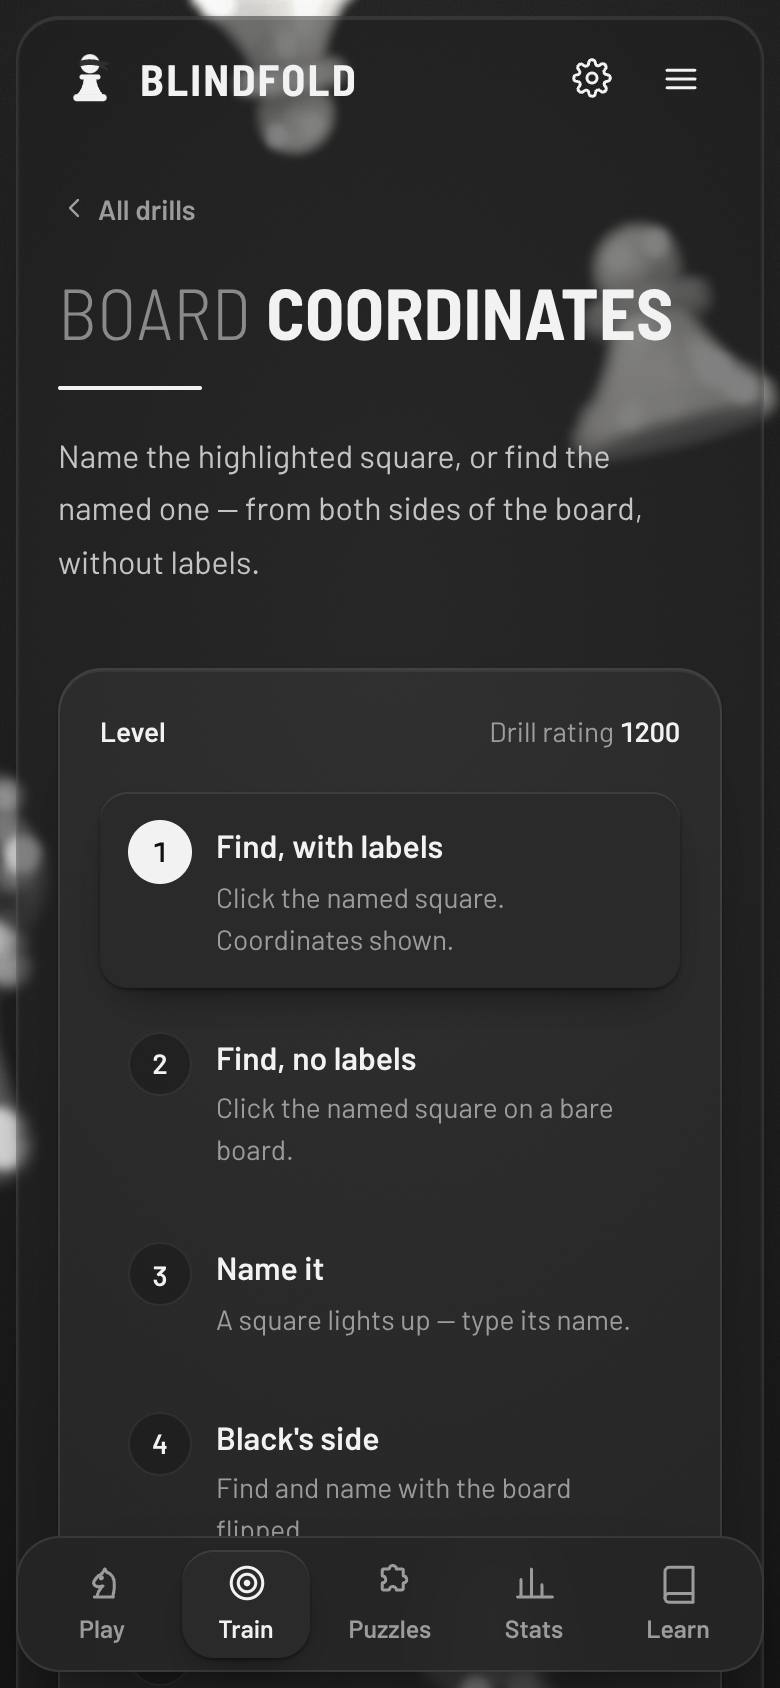 BLINDFOLD
All drills
BOARD COORDINATES
Name the highlighted square, or find the
named one — from both sides of the board,
without labels.
Level
Drill rating 1200
1
Find, with labels
Click the named square.
Coordinates shown.
2
Find, no labels
Click the named square on a bare
board.
3
Name it
A square lights up — type its name.
4
Black's side
Find and name with the board
flipped
Play
Train
Puzzles
Stats
Learn